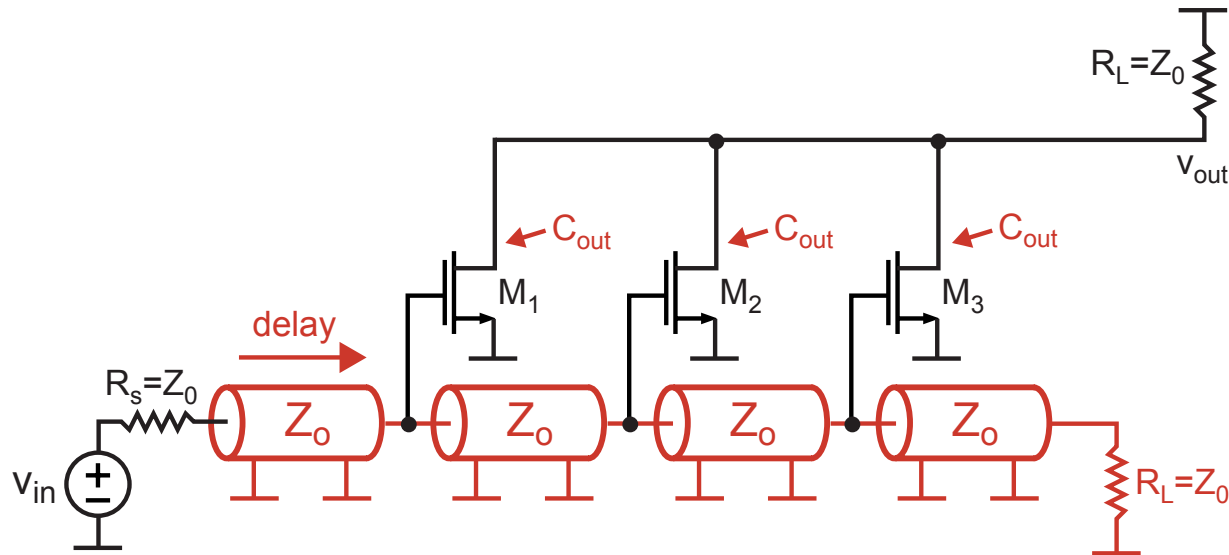 R_L=Z_0
v_out
C_out
C_out
C_out
M_1
M_2
M_3
delay
R_s=Z_0
Z_o
Z_o
Z_o
Z_o
v_in
+
−
R_L=Z_0